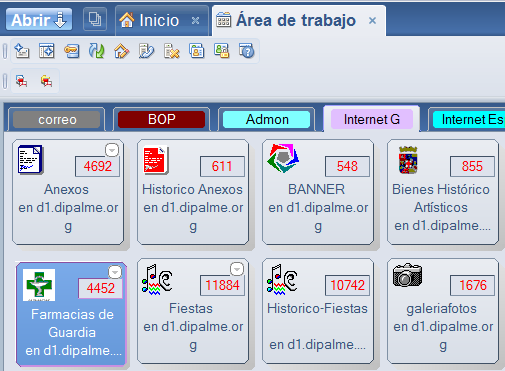 Abrir
Inicio
Área de trabajo
correo
BOP
Admon
Internet G
Internet Es
4692
Anexos
en d1.dipalme.or
g
611
Historico Anexos
en d1.dipalme.or
g
548
BANNER
en d1.dipalme.or
g
855
Bienes Histórico
Artísticos
en d1.dipalme....
4452
Farmacias de
Guardia
en d1.dipalme....
11884
Fiestas
en d1.dipalme.or
g
10742
Historico-Fiestas
en d1.dipalme....
1676
galeriafotos
en d1.dipalme.or
g